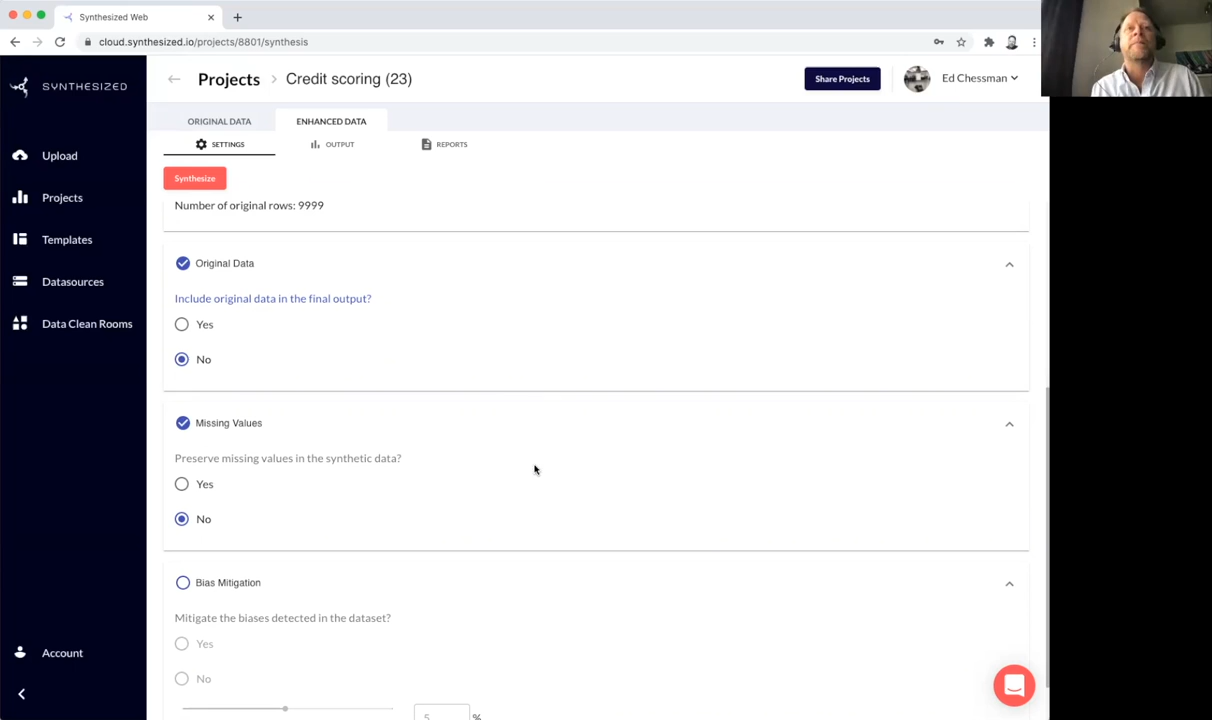 Synthesized Web
cloud.synthesized.io/projects/8801/synthesis
SYNTHESIZED
Projects > Credit scoring (23)
Share Projects
Ed Chessman
ORIGINAL DATA
ENHANCED DATA
SETTINGS
OUTPUT
REPORTS
Upload
Projects
Templates
Datasources
Data Clean Rooms
Account
Synthesize
Number of original rows: 9999
Original Data
Include original data in the final output?
Yes
No
Missing Values
Preserve missing values in the synthetic data?
Yes
No
Bias Mitigation
Mitigate the biases detected in the dataset?
Yes
No
5 %